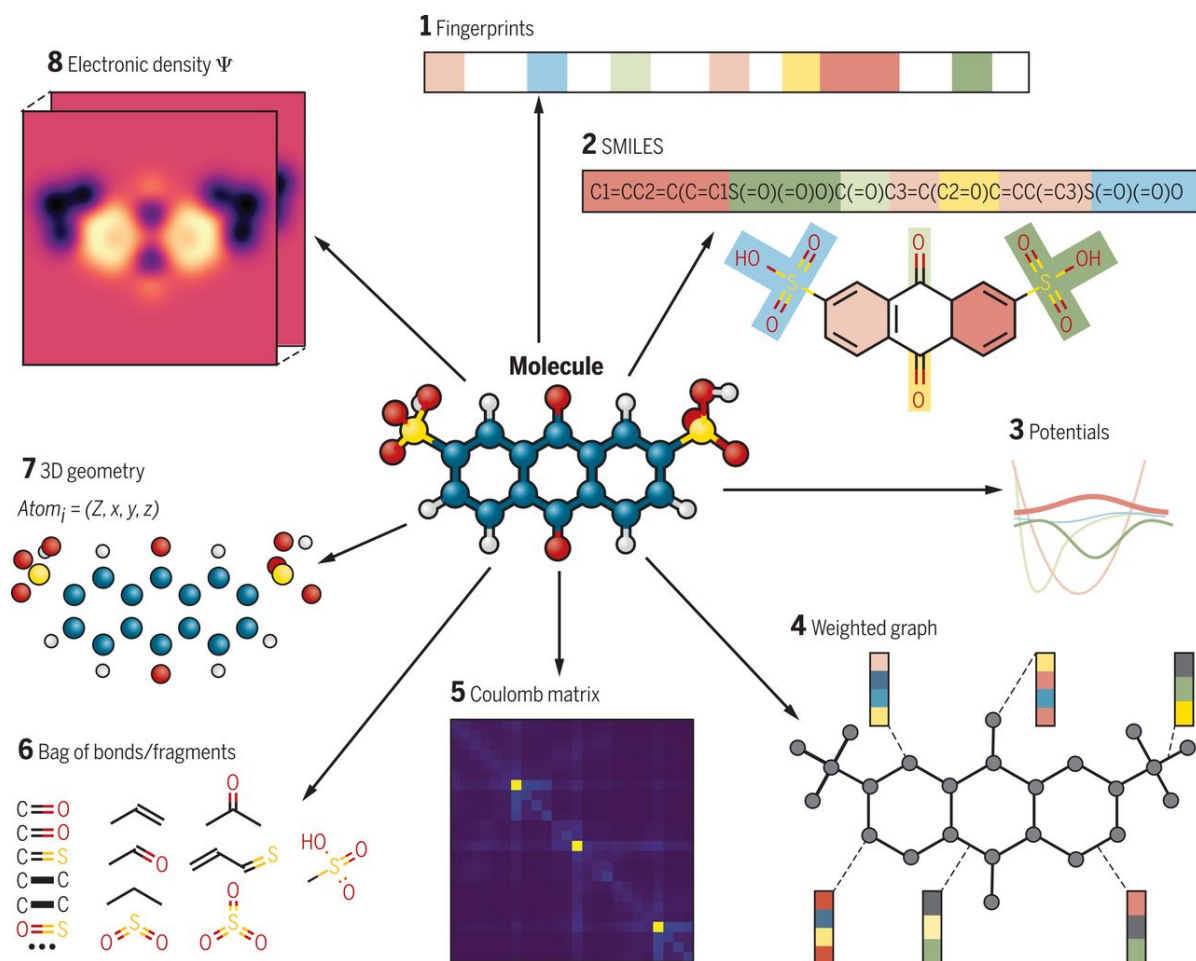 1 Fingerprints
8 Electronic density Ψ
2 SMILES
C1=CC2=C(C=C1S(=O)(=O)O)C(=O)C3=C(C2=O)C=CC(=C3)S(=O)(=O)O
O
O
O
HO
S
O
S
OH
O
O
O
Molecule
3 Potentials
7 3D geometry
Atomi = (Z, x, y, z)
4 Weighted graph
5 Coulomb matrix
6 Bag of bonds/fragments
C=O
C=O
C=S
C-C
C-C
O=S
•••
O
O
S
HO
O
S
O
O
S
O
O
S
O
O